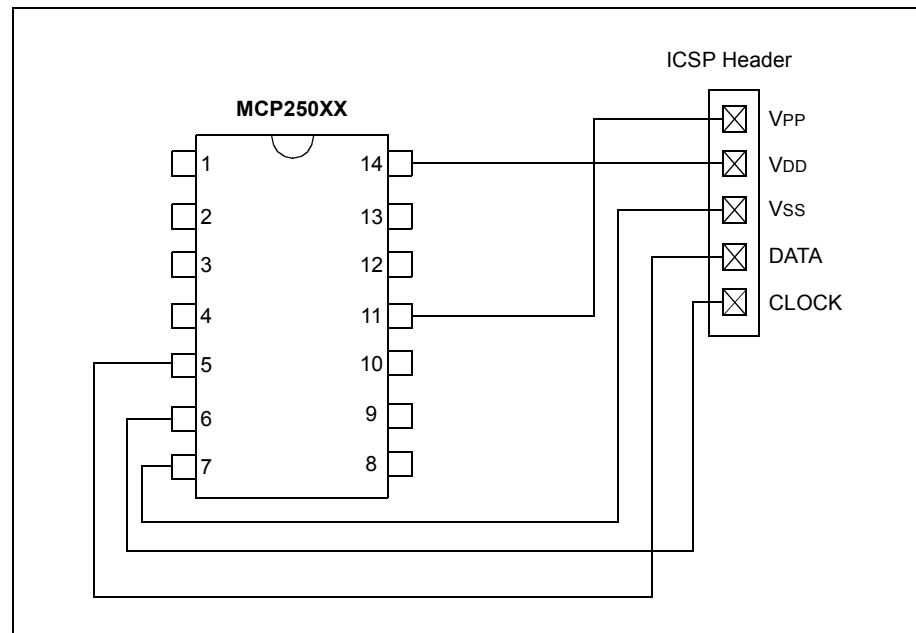 ICSP Header
MCP250XX
VPP
VDD
VSS
DATA
CLOCK
1
2
3
4
5
6
7
14
13
12
11
10
9
8